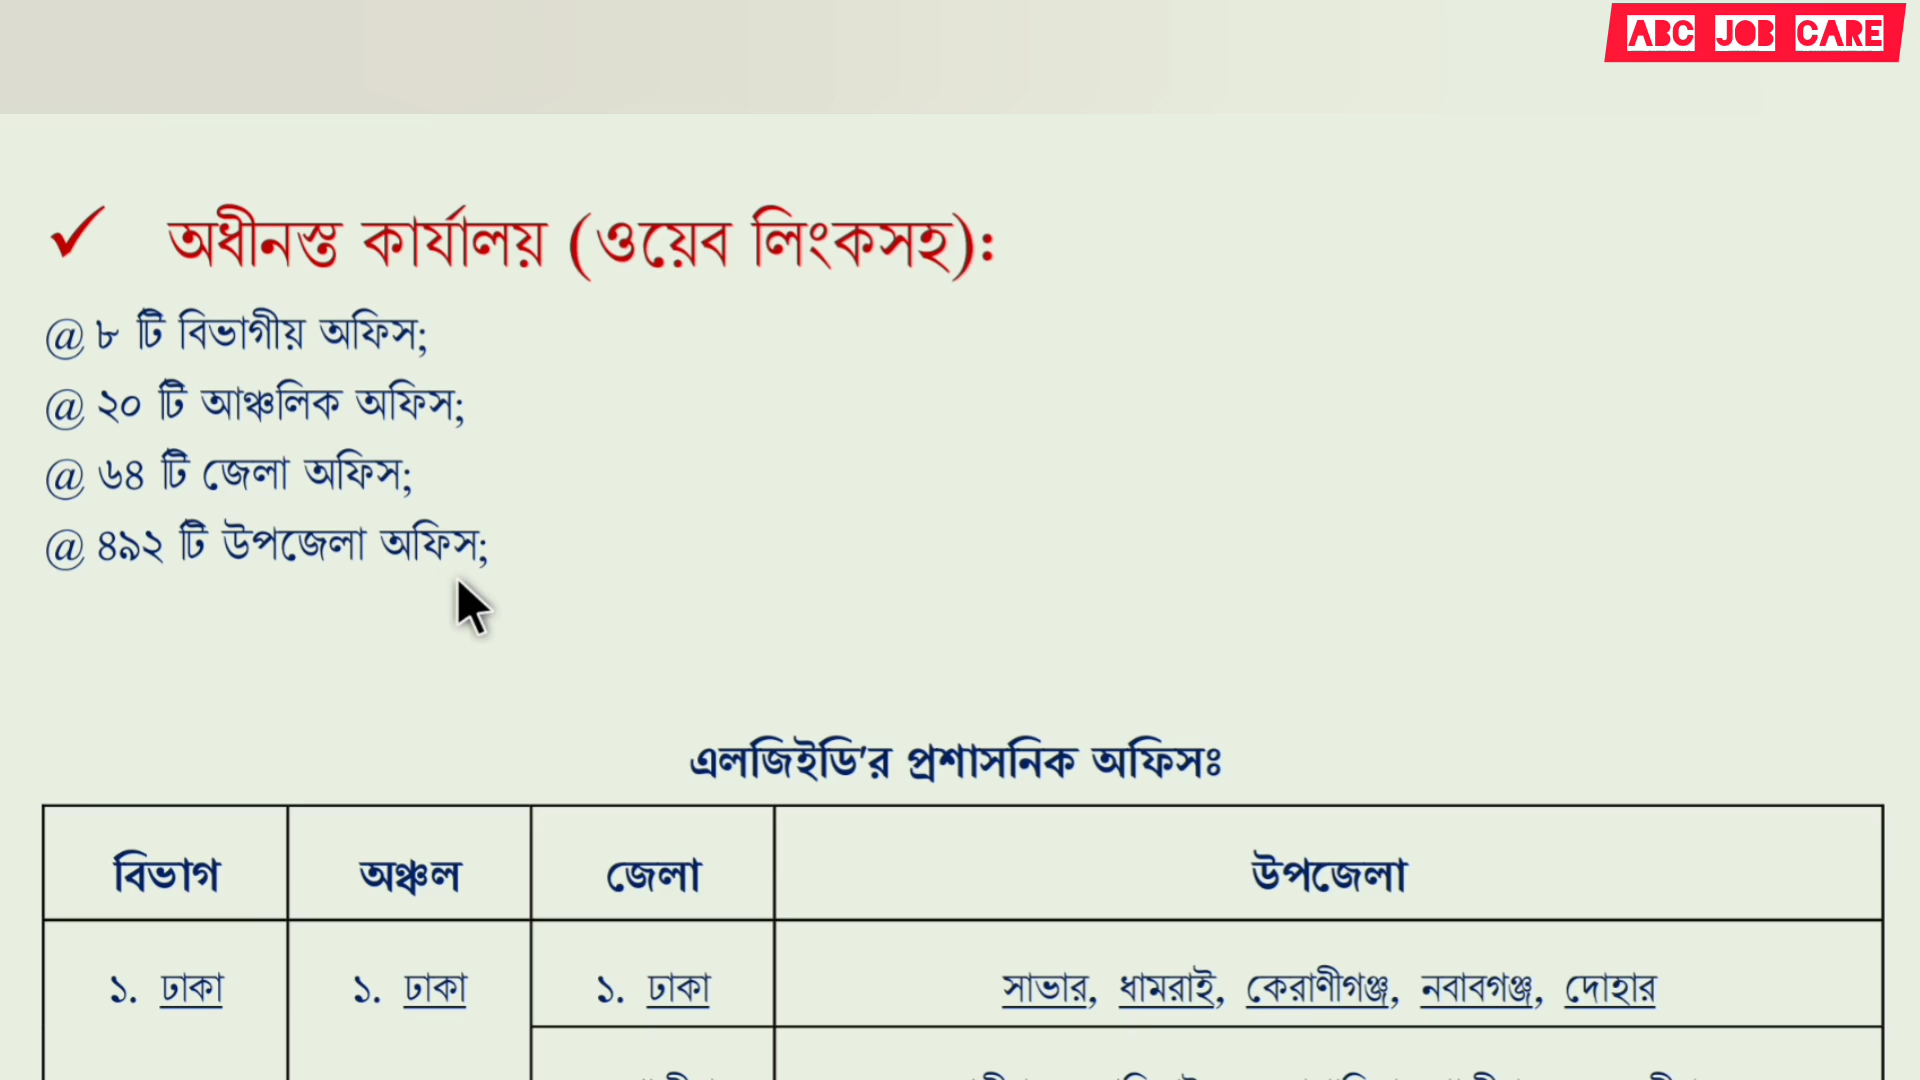 ABC JOB CARE
✓ অধীনস্ত কার্যালয় (ওয়েব লিংকসহ):
@ ৮ টি বিভাগীয় অফিস;
@ ২০ টি আঞ্চলিক অফিস;
@ ৬৪ টি জেলা অফিস;
@ ৪৯২ টি উপজেলা অফিস;
এলজিইডি'র প্রশাসনিক অফিসঃ
বিভাগ অঞ্চল জেলা উপজেলা
১. ঢাকা ১. ঢাকা ১. ঢাকা সাভার, ধামরাই, কেরাণীগঞ্জ, নবাবগঞ্জ, দোহার